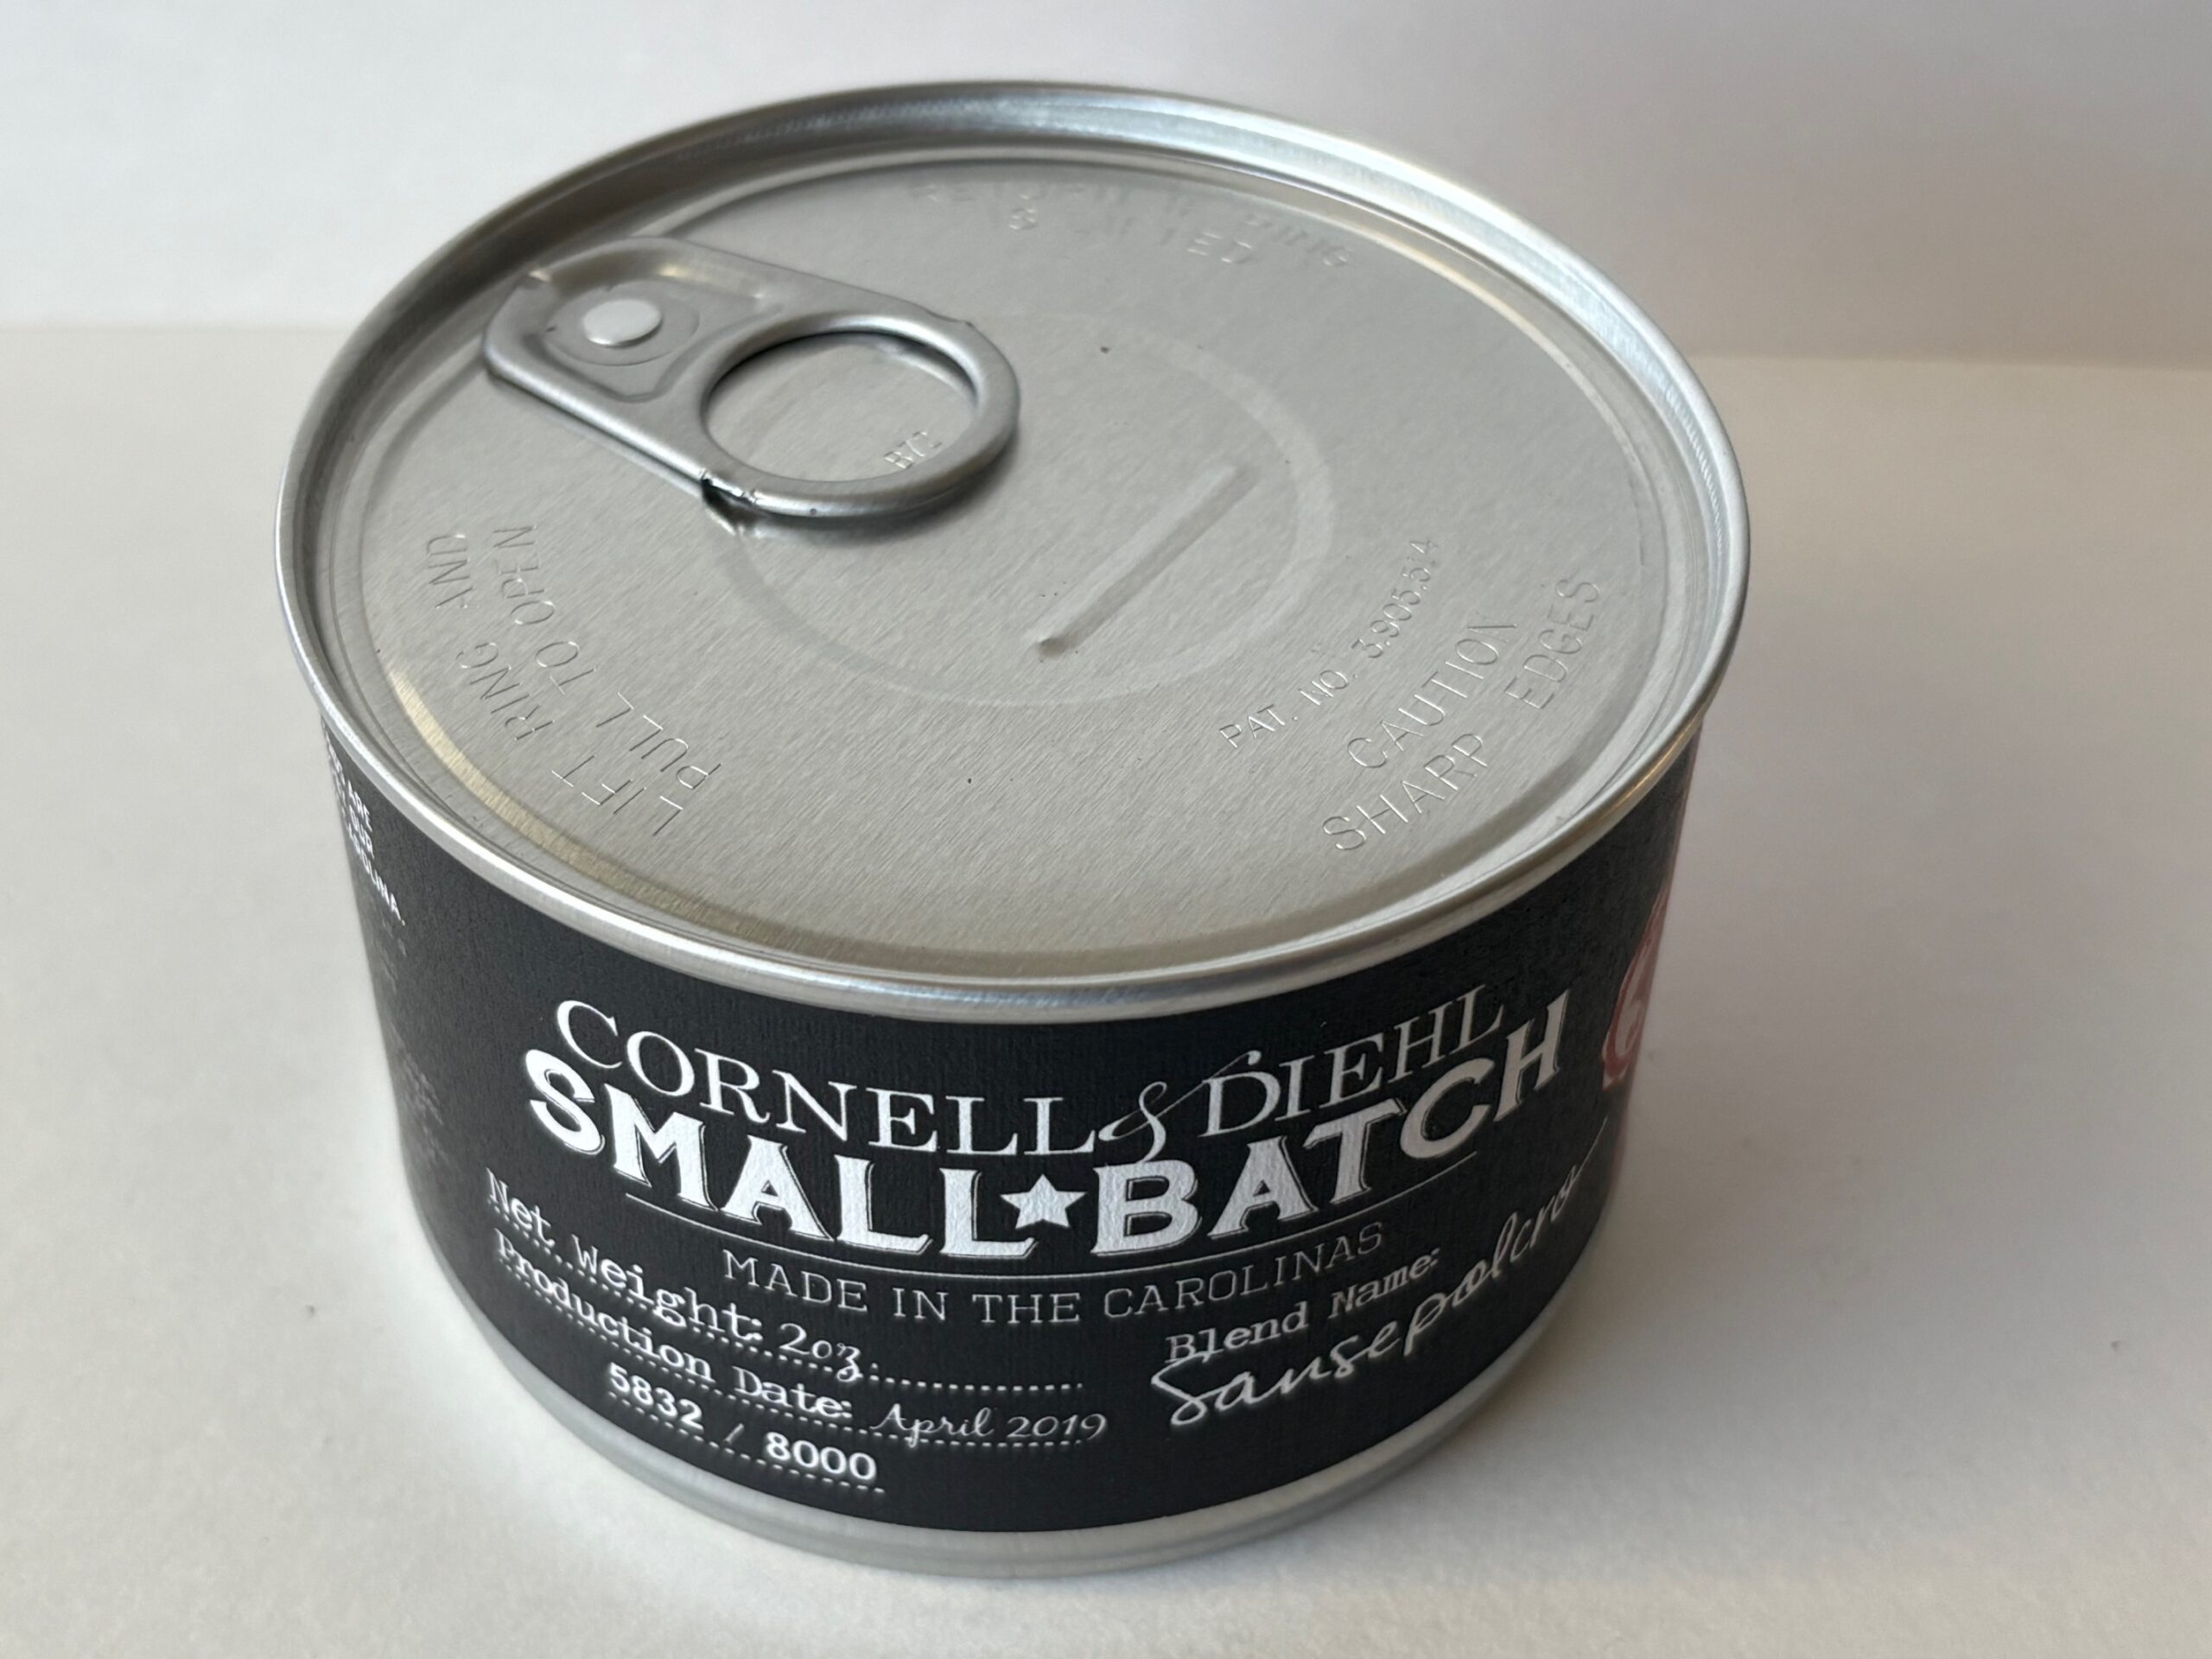 B7C
LIFT RING AND
PULL TO OPEN
PAT. NO.
CAUTION
SHARP EDGES
CORNELL & DIEHL
SMALL★BATCH
MADE IN THE CAROLINAS
Net Weight: 2oz.
Production Date: April 2019
5832 / 8000
Blend Name:
Sansepolcro